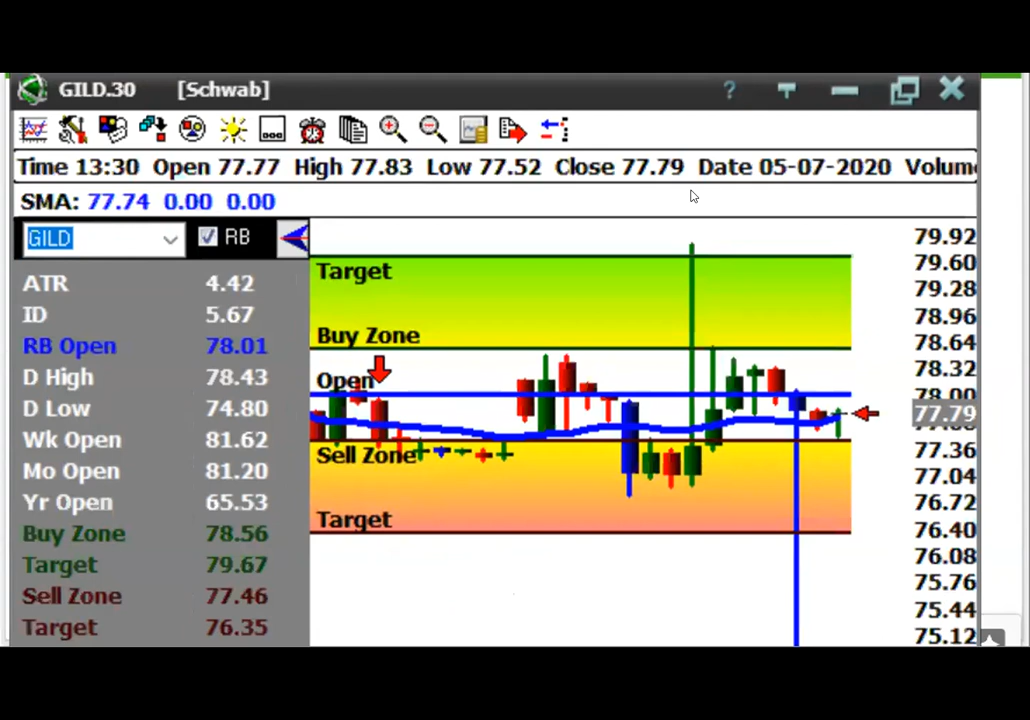 GILD.30 [Schwab]
?
Time 13:30 Open 77.77 High 77.83 Low 77.52 Close 77.79 Date 05-07-2020
SMA: 77.74 0.00 0.00
GILD RB
ATR 4.42
ID 5.67
RB Open 78.01
D High 78.43
D Low 74.80
Wk Open 81.62
Mo Open 81.20
Yr Open 65.53
Buy Zone 78.56
Target 79.67
Sell Zone 77.46
Target 76.35
Target
Buy Zone
Open
Sell Zone
Target
79.92
79.60
79.28
78.96
78.64
78.32
78.00
77.79
77.36
77.04
76.72
76.40
76.08
75.76
75.44
75.12